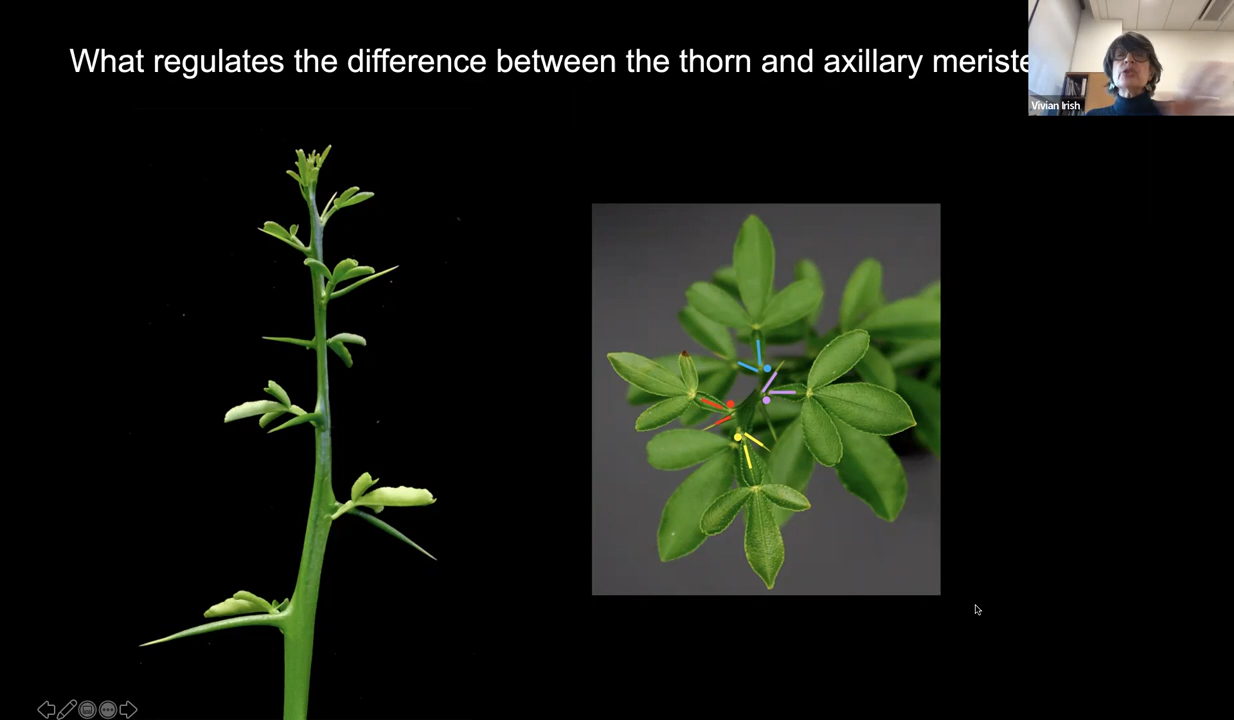 What regulates the difference between the thorn and axillary meriste
Vivian Irish